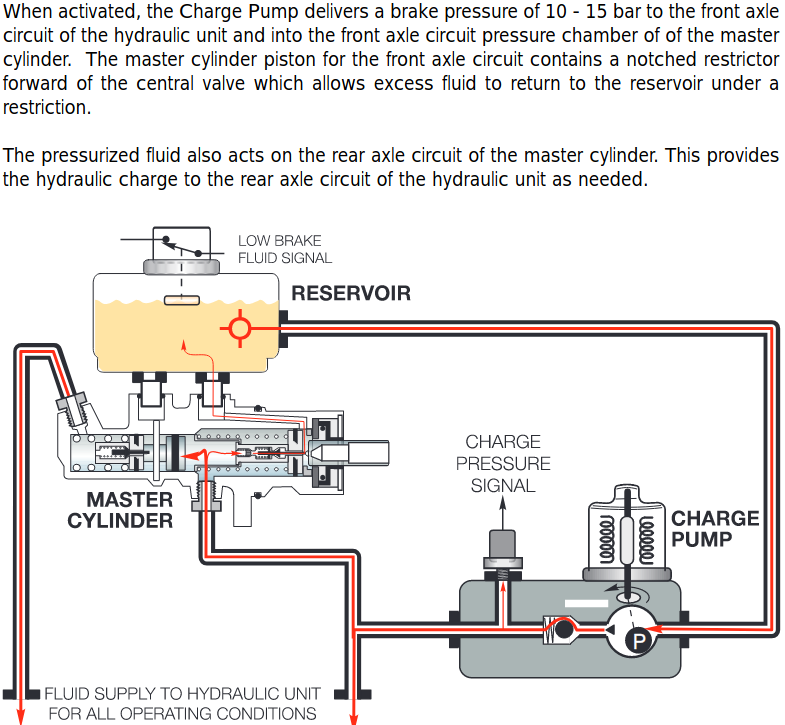 When activated, the Charge Pump delivers a brake pressure of 10 - 15 bar to the front axle
circuit of the hydraulic unit and into the front axle circuit pressure chamber of of the master
cylinder.  The master cylinder piston for the front axle circuit contains a notched restrictor
forward of the central valve which allows excess fluid to return to the reservoir under a
restriction.
The pressurized fluid also acts on the rear axle circuit of the master cylinder. This provides
the hydraulic charge to the rear axle circuit of the hydraulic unit as needed.
LOW BRAKE
FLUID SIGNAL
RESERVOIR
CHARGE
PRESSURE
SIGNAL
MASTER
CYLINDER
CHARGE
PUMP
P
FLUID SUPPLY TO HYDRAULIC UNIT
FOR ALL OPERATING CONDITIONS